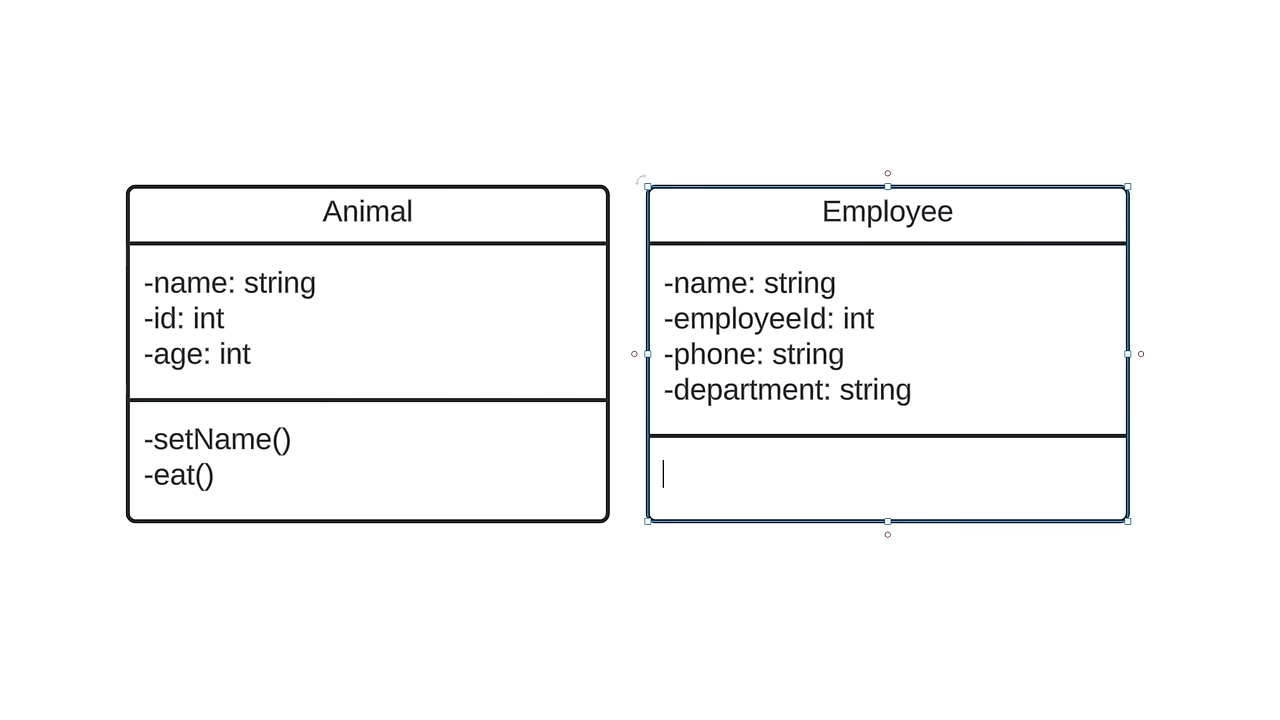 Animal
-name: string
-id: int
-age: int
-setName()
-eat()
Employee
-name: string
-employeeId: int
-phone: string
-department: string